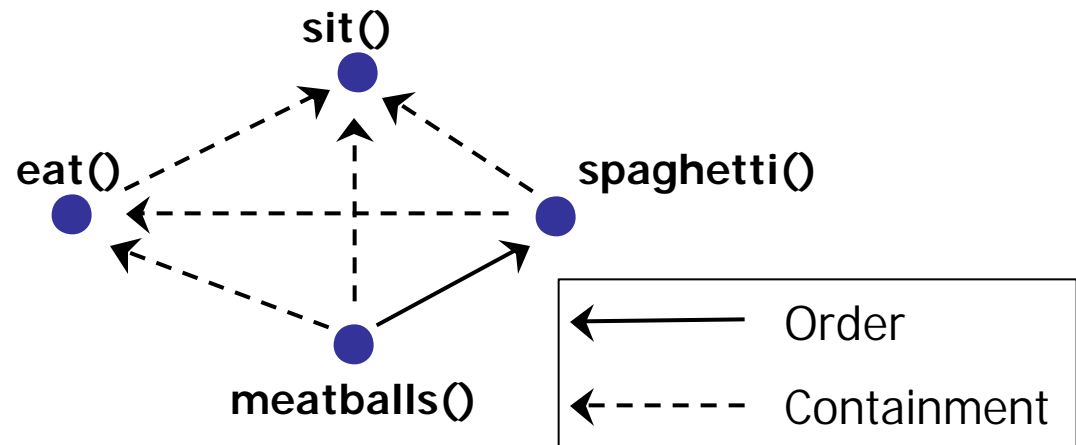 sit()
eat()
spaghetti()
meatballs()
Order
Containment